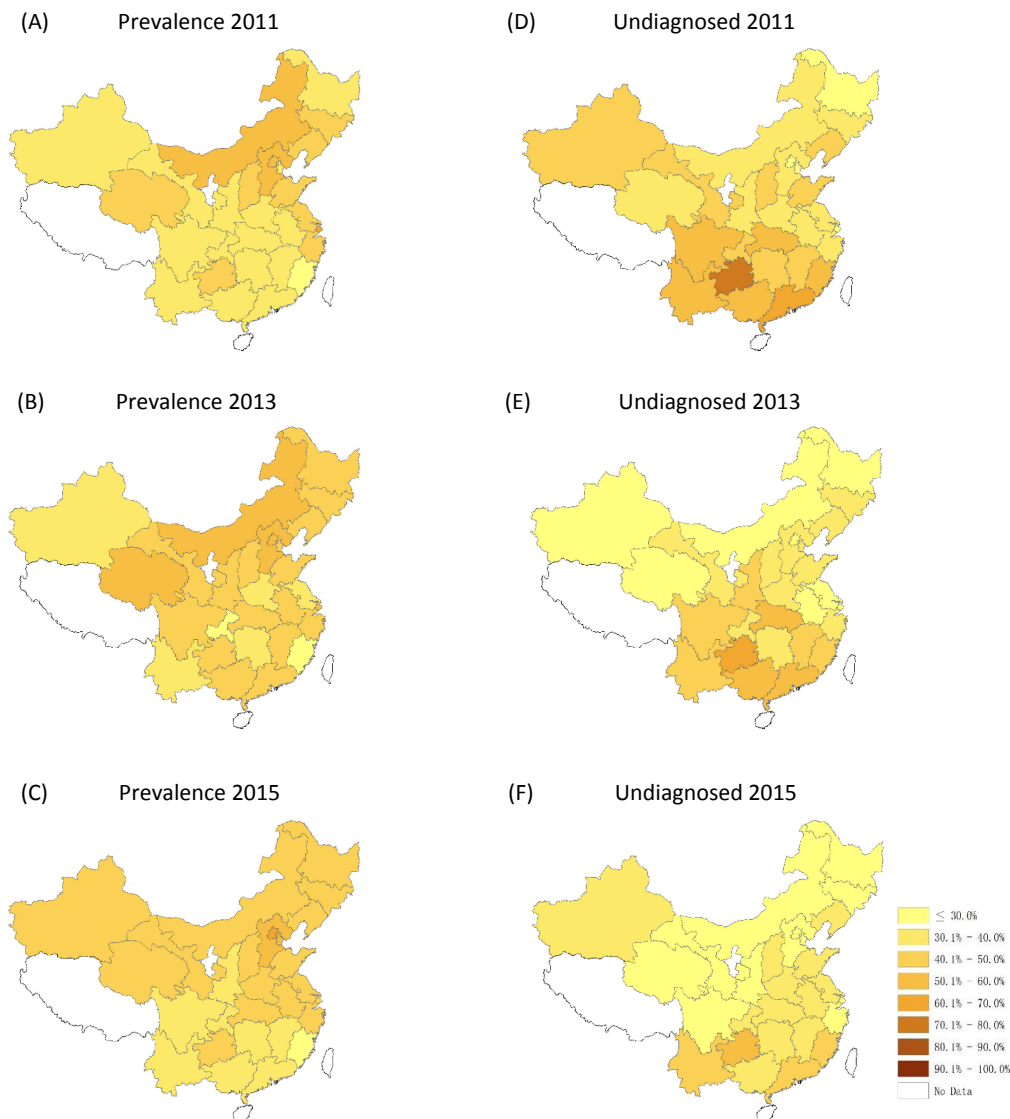 (A) Prevalence 2011
(D) Undiagnosed 2011
(B) Prevalence 2013
(E) Undiagnosed 2013
(C) Prevalence 2015
(F) Undiagnosed 2015
≤ 30.0%
30.1% - 40.0%
40.1% - 50.0%
50.1% - 60.0%
60.1% - 70.0%
70.1% - 80.0%
80.1% - 90.0%
90.1% - 100.0%
No Data